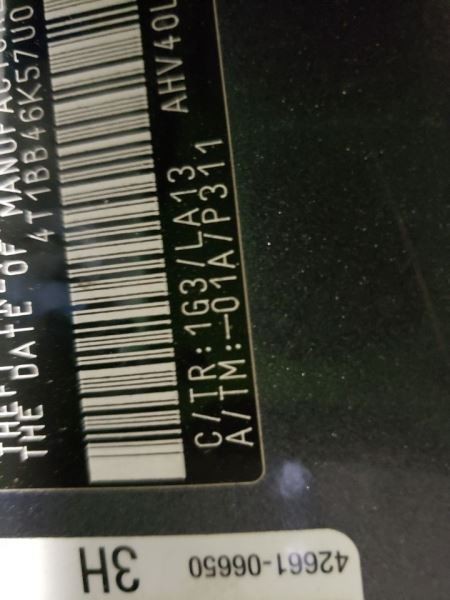 THE DATE OF MANUFACTURE
4T1BB46K57U0
AHV40L
C/TR:1G3/LA13
A/TM:-01A/P311
42661-06650
3H